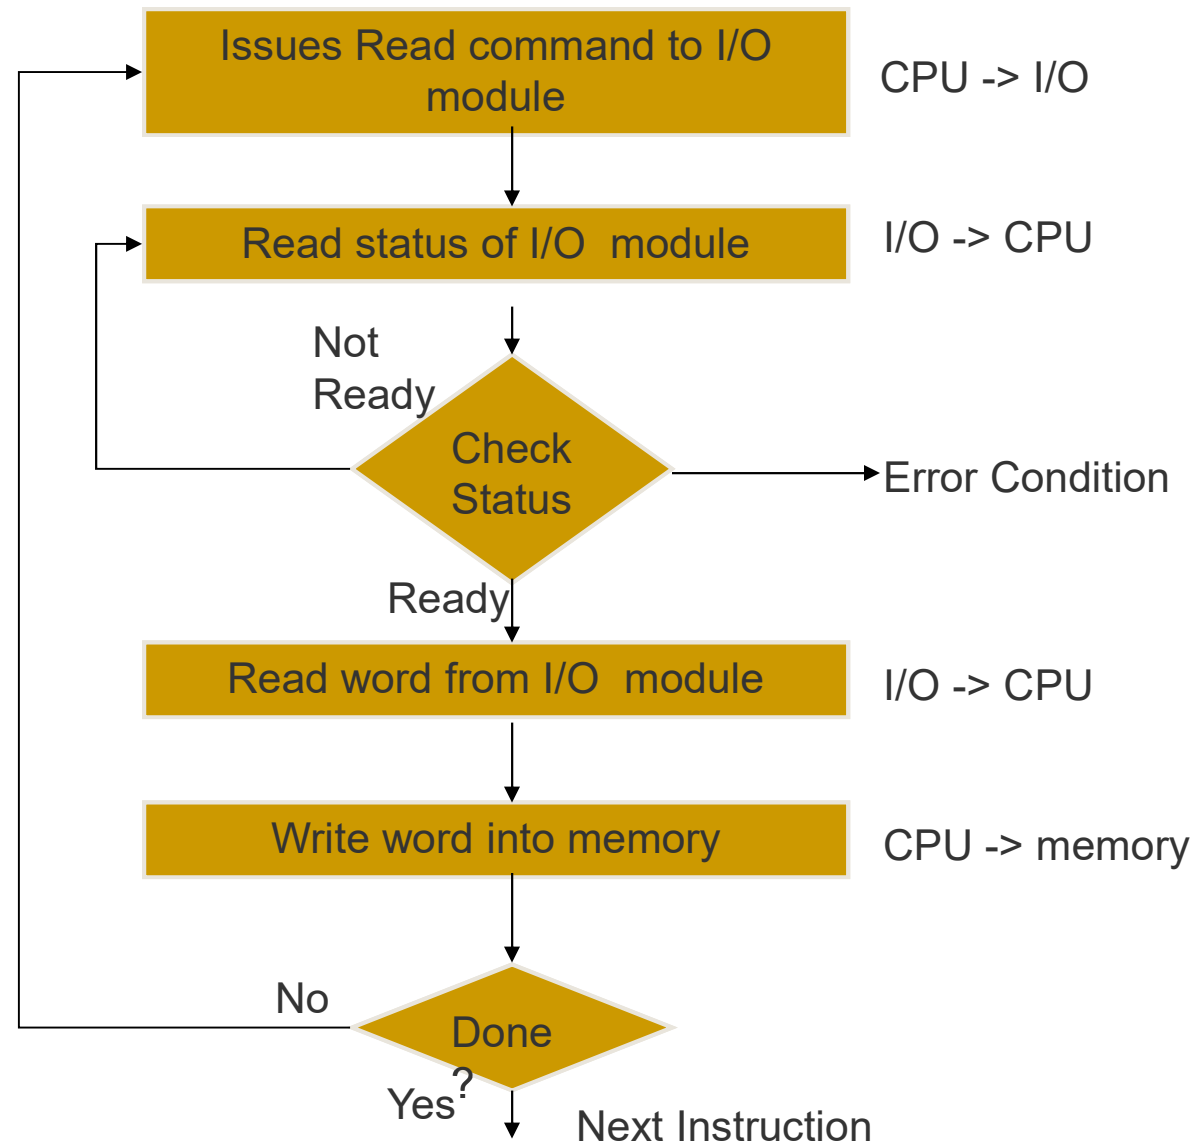 Issues Read command to I/O
module
CPU -> I/O
Read status of I/O  module
I/O -> CPU
Not
Ready
Check
Status
Error Condition
Ready
Read word from I/O  module
I/O -> CPU
Write word into memory
CPU -> memory
No
Done
?
Yes
Next Instruction